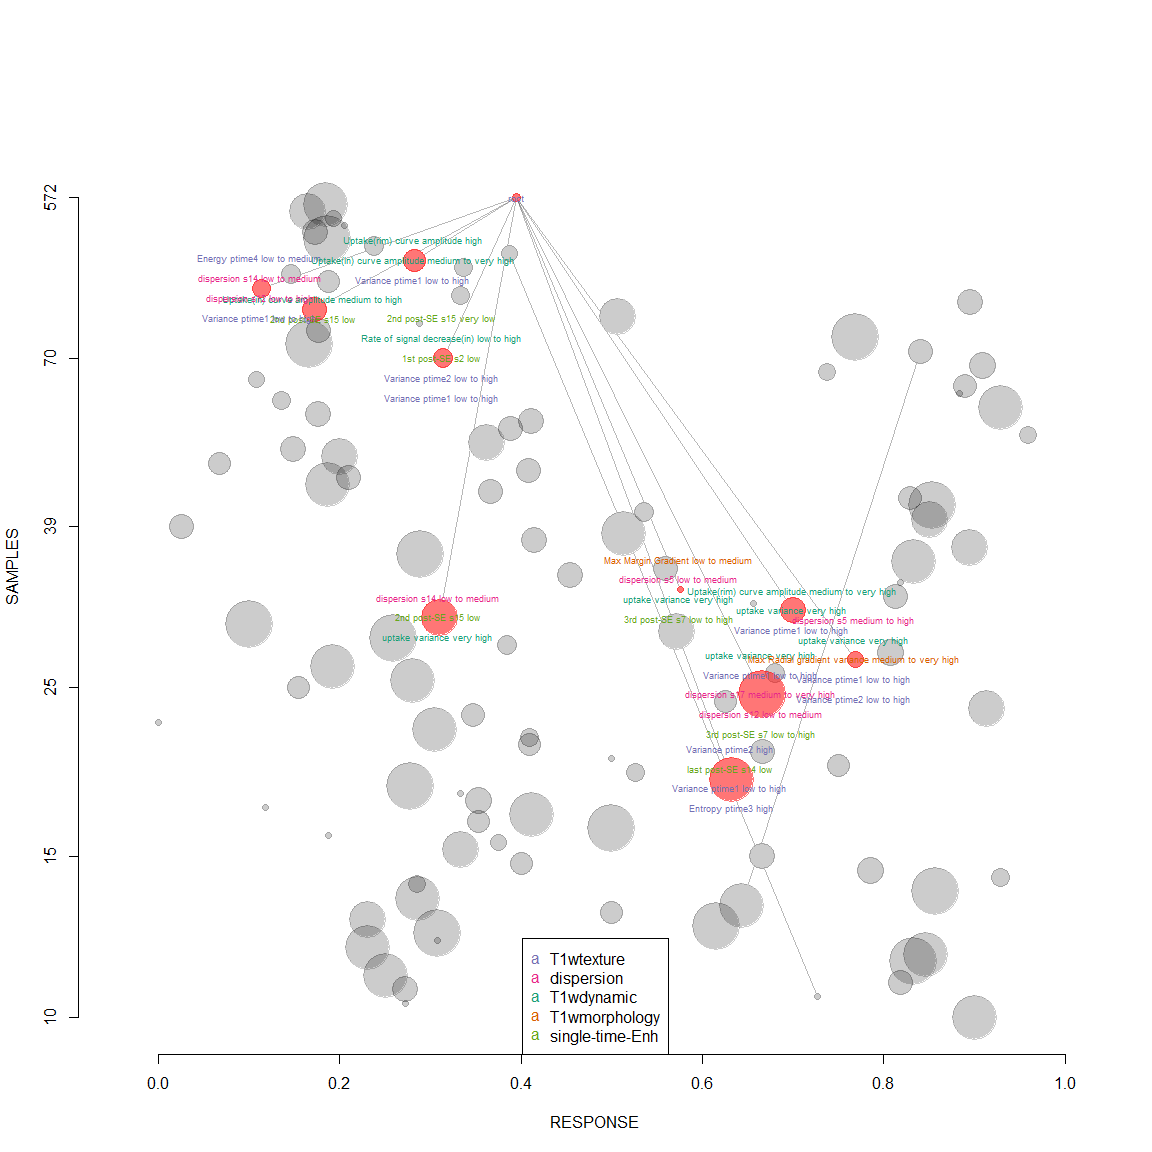 root
Uptake(rim) curve amplitude high
Energy ptime4 low to medium
Uptake(in) curve amplitude medium to very high
dispersion s14 low to medium
Variance ptime1 low to high
Uptake(in) curve amplitude medium to high
Variance ptime1 low to high
2nd post-SE s15 low
2nd post-SE s15 very low
Rate of signal decrease(in) low to high
1st post-SE s2 low
Variance ptime2 low to high
Variance ptime1 low to high
Max Margin Gradient low to medium
dispersion s5 low to medium
uptake variance very high
3rd post-SE s7 low to high
Uptake(rim) curve amplitude medium to very high
uptake variance very high
Variance ptime1 low to high
dispersion s5 medium to high
uptake variance very high
Max Radial gradient variance medium to very high
Variance ptime1 low to high
Variance ptime2 low to high
dispersion s14 low to medium
2nd post-SE s15 low
uptake variance very high
uptake variance very high
Variance ptime1 low to high
dispersion s17 medium to very high
dispersion s12 low to medium
3rd post-SE s7 low to high
Variance ptime2 high
last post-SE s14 low
Variance ptime1 low to high
Entropy ptime3 high
SAMPLES
572
70
39
25
15
10
a T1wtexture
a dispersion
a T1wdynamic
a T1wmorphology
a single-time-Enh
0.0 0.2 0.4 0.6 0.8 1.0
RESPONSE